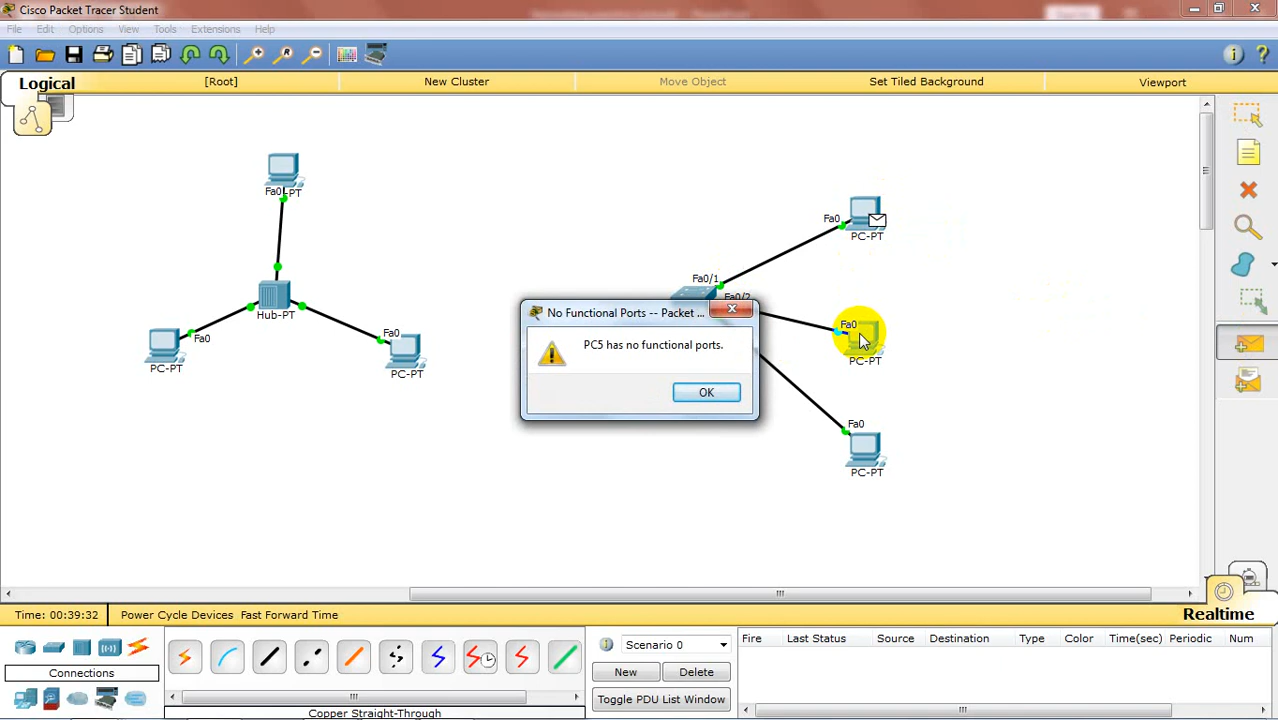 Cisco Packet Tracer Student
File Edit Options View Tools Extensions Help
Logical [Root] New Cluster Move Object Set Tiled Background Viewport
Fa0 -PT
Fa0
PC-PT
Fa0/1
Fa0/2
Hub-PT
No Functional Ports -- Packet ...
Fa0
PC-PT
Fa0
PC-PT
PC5 has no functional ports.
Fa0
PC-PT
OK
Fa0
PC-PT
Time: 00:39:32 Power Cycle Devices Fast Forward Time Realtime
Scenario 0
Fire Last Status Source Destination Type Color Time(sec) Periodic Num
Connections
New Delete
Toggle PDU List Window
Copper Straight-Through